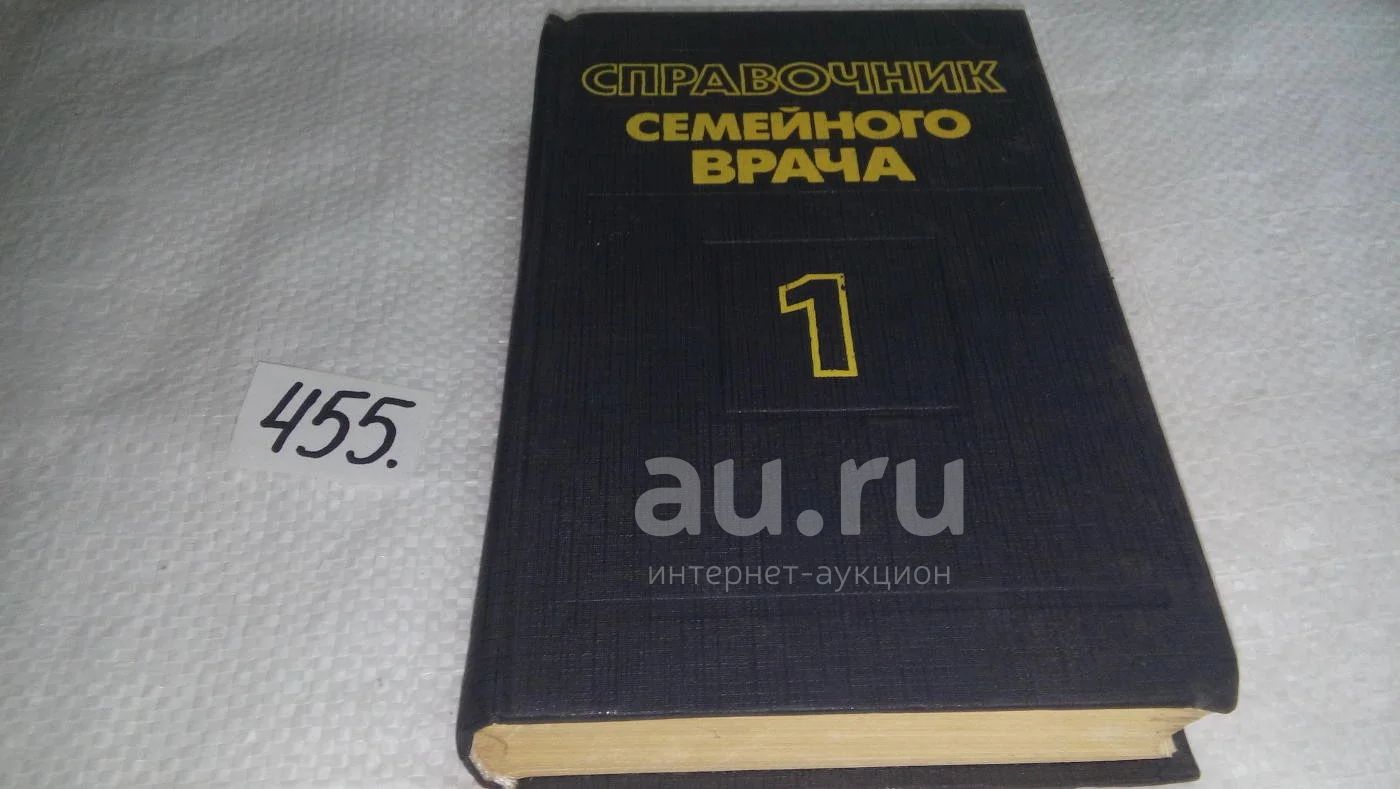 СПРАВОЧНИК
СЕМЕЙНОГО
ВРАЧА
1
455.
au.ru
интернет-аукцион